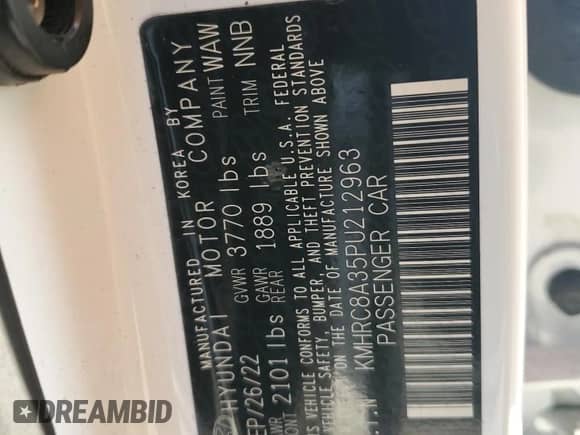 MANUFACTURED IN KOREA BY
HYUNDAI MOTOR COMPANY
EP/26/22 GVWR 3770 lbs PAINT WAW
2101 lbs GAWR REAR 1889 lbs TRIM NNB
VEHICLE CONFORMS TO ALL APPLICABLE U.S.A. FEDERAL
VEHICLE SAFETY, BUMPER, AND THEFT PREVENTION STANDARDS
ON THE DATE OF MANUFACTURE SHOWN ABOVE
KMHRC8A35PU212963
PASSENGER CAR
DREAMBID